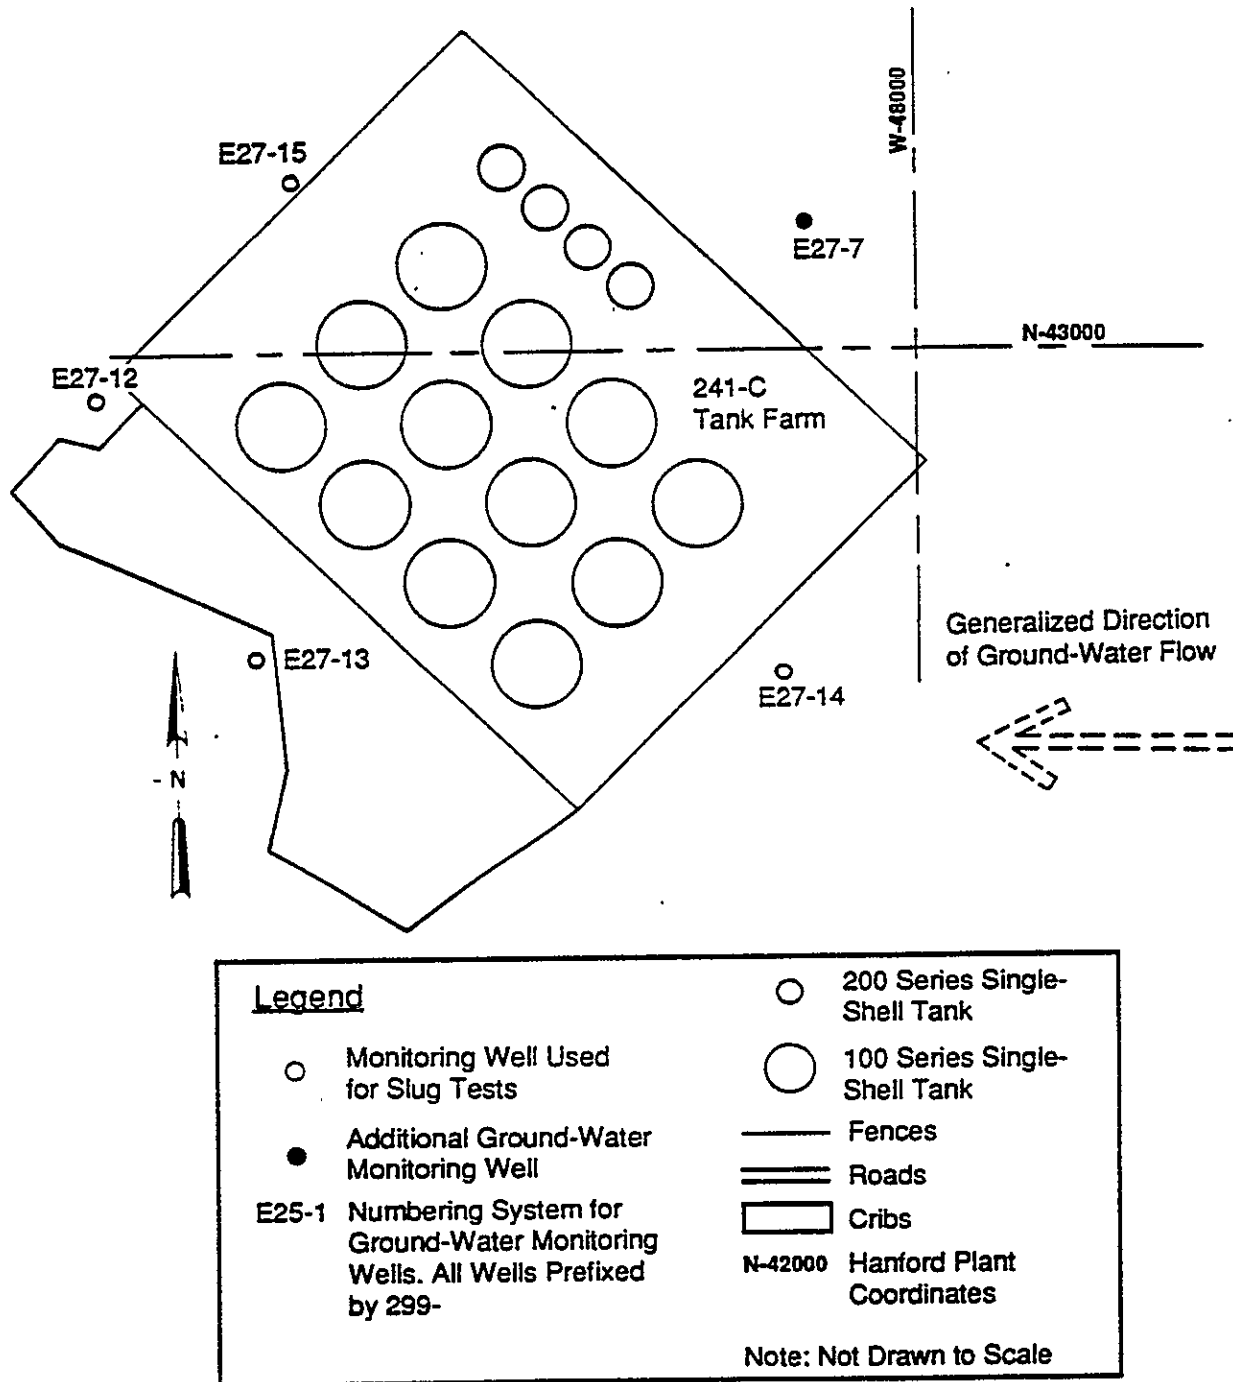 W-48000
E27-15
E27-7
N-43000
E27-12
241-C
Tank Farm
Generalized Direction
of Ground-Water Flow
E27-13
E27-14
- N
Legend
Monitoring Well Used
for Slug Tests
Additional Ground-Water
Monitoring Well
E25-1 Numbering System for
Ground-Water Monitoring
Wells. All Wells Prefixed
by 299-
200 Series Single-
Shell Tank
100 Series Single-
Shell Tank
Fences
Roads
Cribs
N-42000 Hanford Plant
Coordinates
Note: Not Drawn to Scale